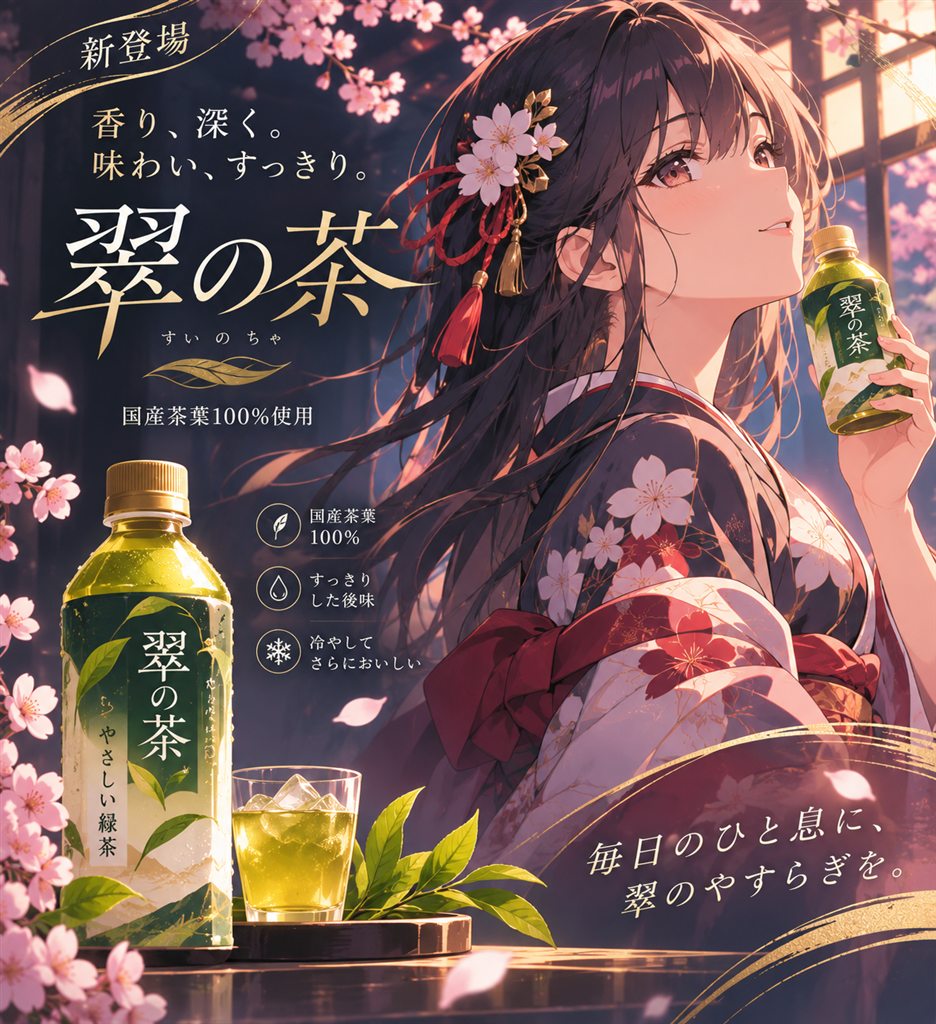 新登場
香り、深く。
味わい、すっきり。
翠の茶
すいのちゃ
国産茶葉100%使用
国産茶葉
100%
すっきり
した後味
冷やして
さらにおいしい
翠の茶
翠の茶
やさしい緑茶
毎日のひと息に、
翠のやすらぎを。